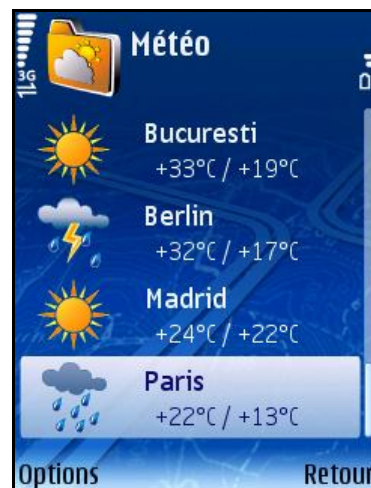 3G
Météo
Bucuresti
+33°C / +19°C
Berlin
+32°C / +17°C
Madrid
+24°C / +22°C
Paris
+22°C / +13°C
Options
Retour